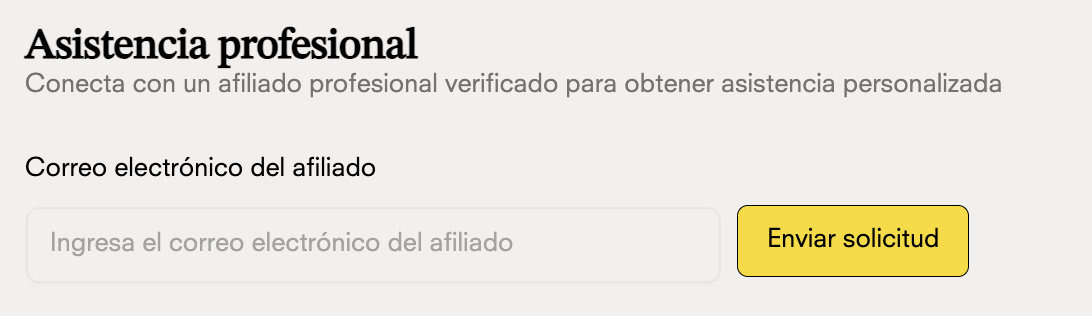 Asistencia profesional
Conecta con un afiliado profesional verificado para obtener asistencia personalizada
Correo electrónico del afiliado
Ingresa el correo electrónico del afiliado
Enviar solicitud